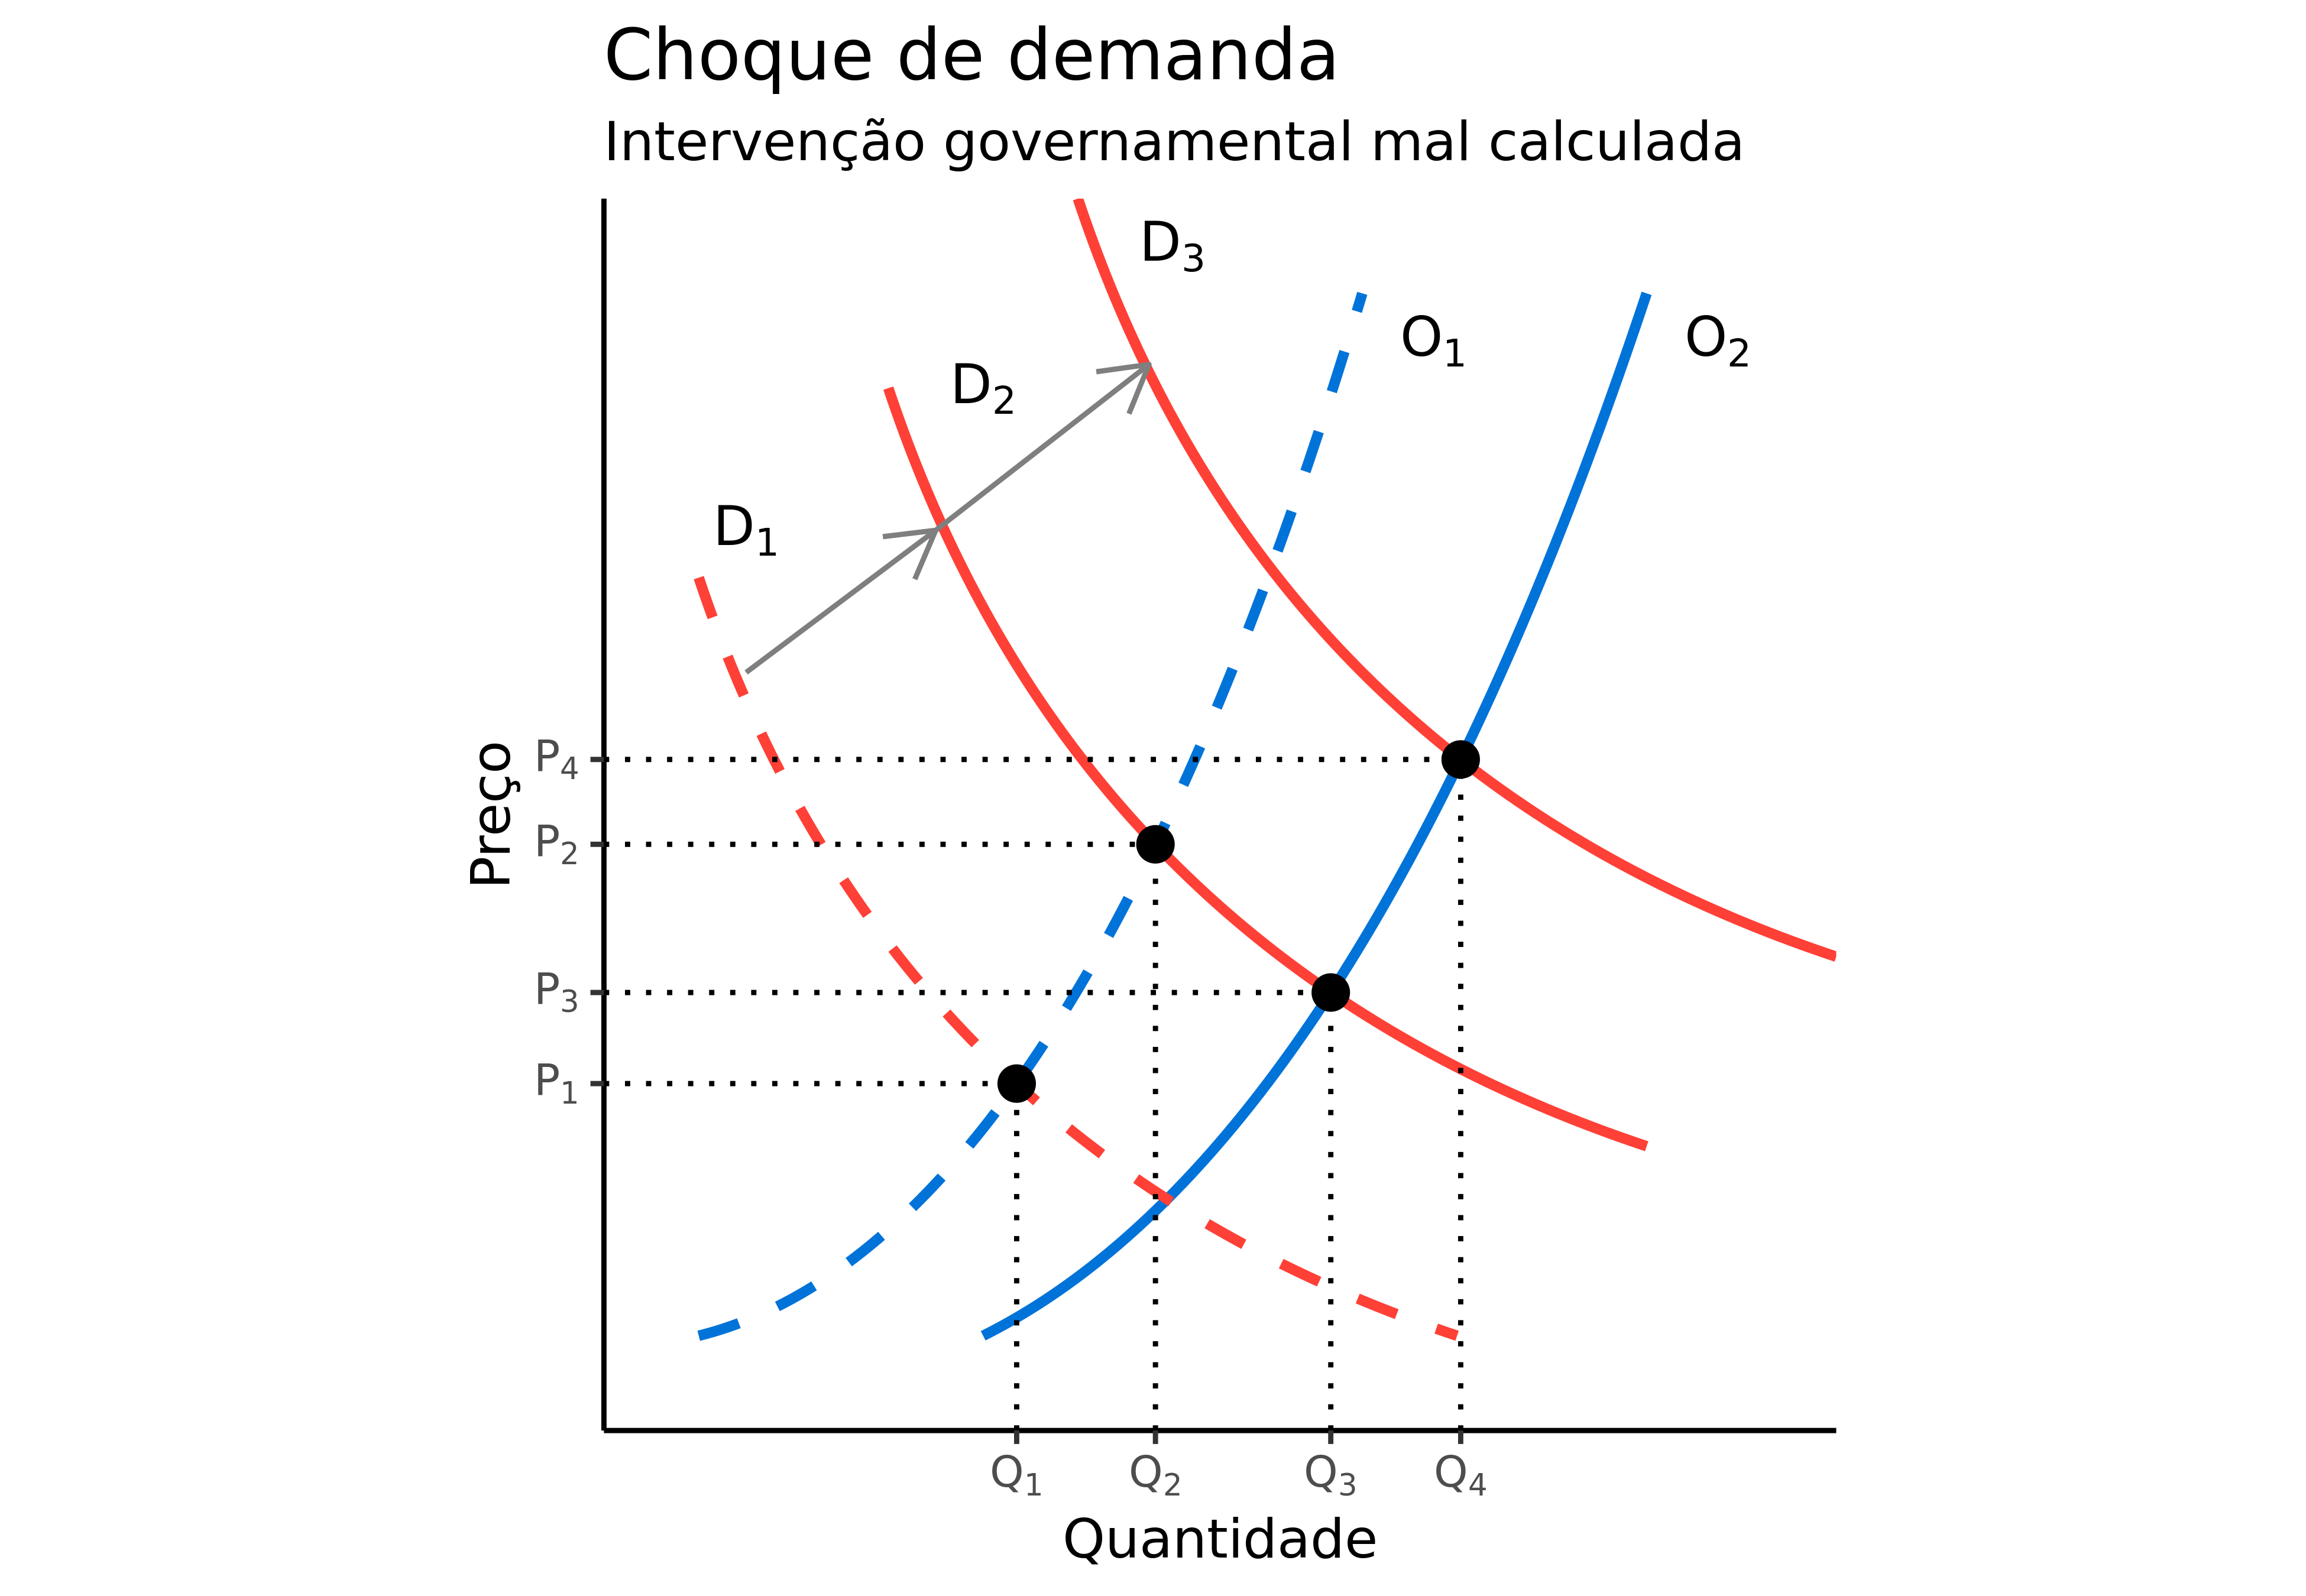 Choque de demanda
Intervenção governamental mal calculada
D₃
O₁
O₂
D₂
D₁
Preço
P₄
P₂
P₃
P₁
Q₁ Q₂ Q₃ Q₄
Quantidade